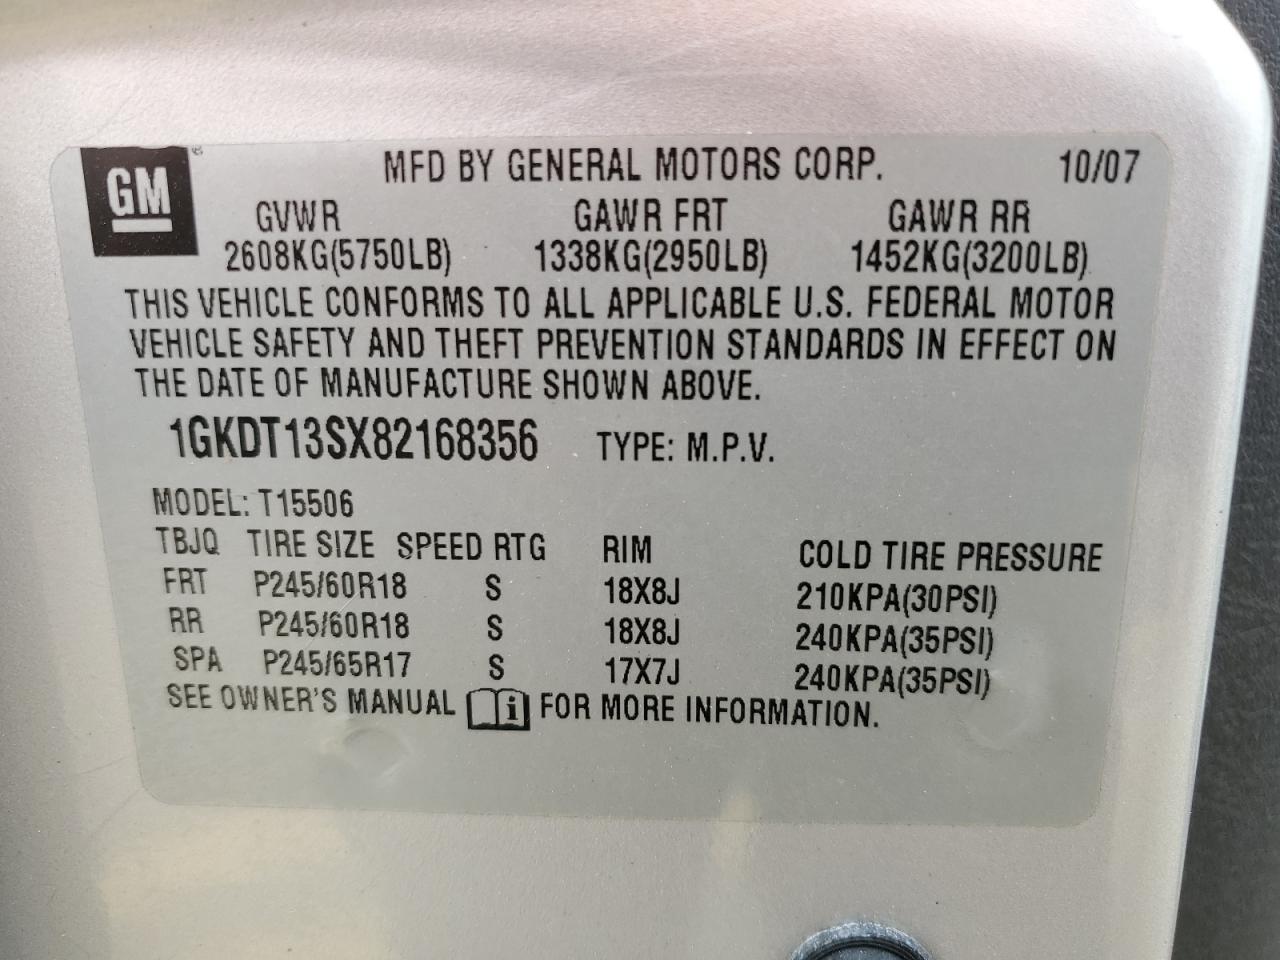 GM ® MFD BY GENERAL MOTORS CORP. 10/07
GVWR GAWR FRT GAWR RR
2608KG(5750LB) 1338KG(2950LB) 1452KG(3200LB)
THIS VEHICLE CONFORMS TO ALL APPLICABLE U.S. FEDERAL MOTOR
VEHICLE SAFETY AND THEFT PREVENTION STANDARDS IN EFFECT ON
THE DATE OF MANUFACTURE SHOWN ABOVE.
1GKDT13SX82168356 TYPE: M.P.V.
MODEL: T15506
TBJQ TIRE SIZE SPEED RTG RIM COLD TIRE PRESSURE
FRT P245/60R18 S 18X8J 210KPA(30PSI)
RR P245/60R18 S 18X8J 240KPA(35PSI)
SPA P245/65R17 S 17X7J 240KPA(35PSI)
SEE OWNER'S MANUAL i FOR MORE INFORMATION.